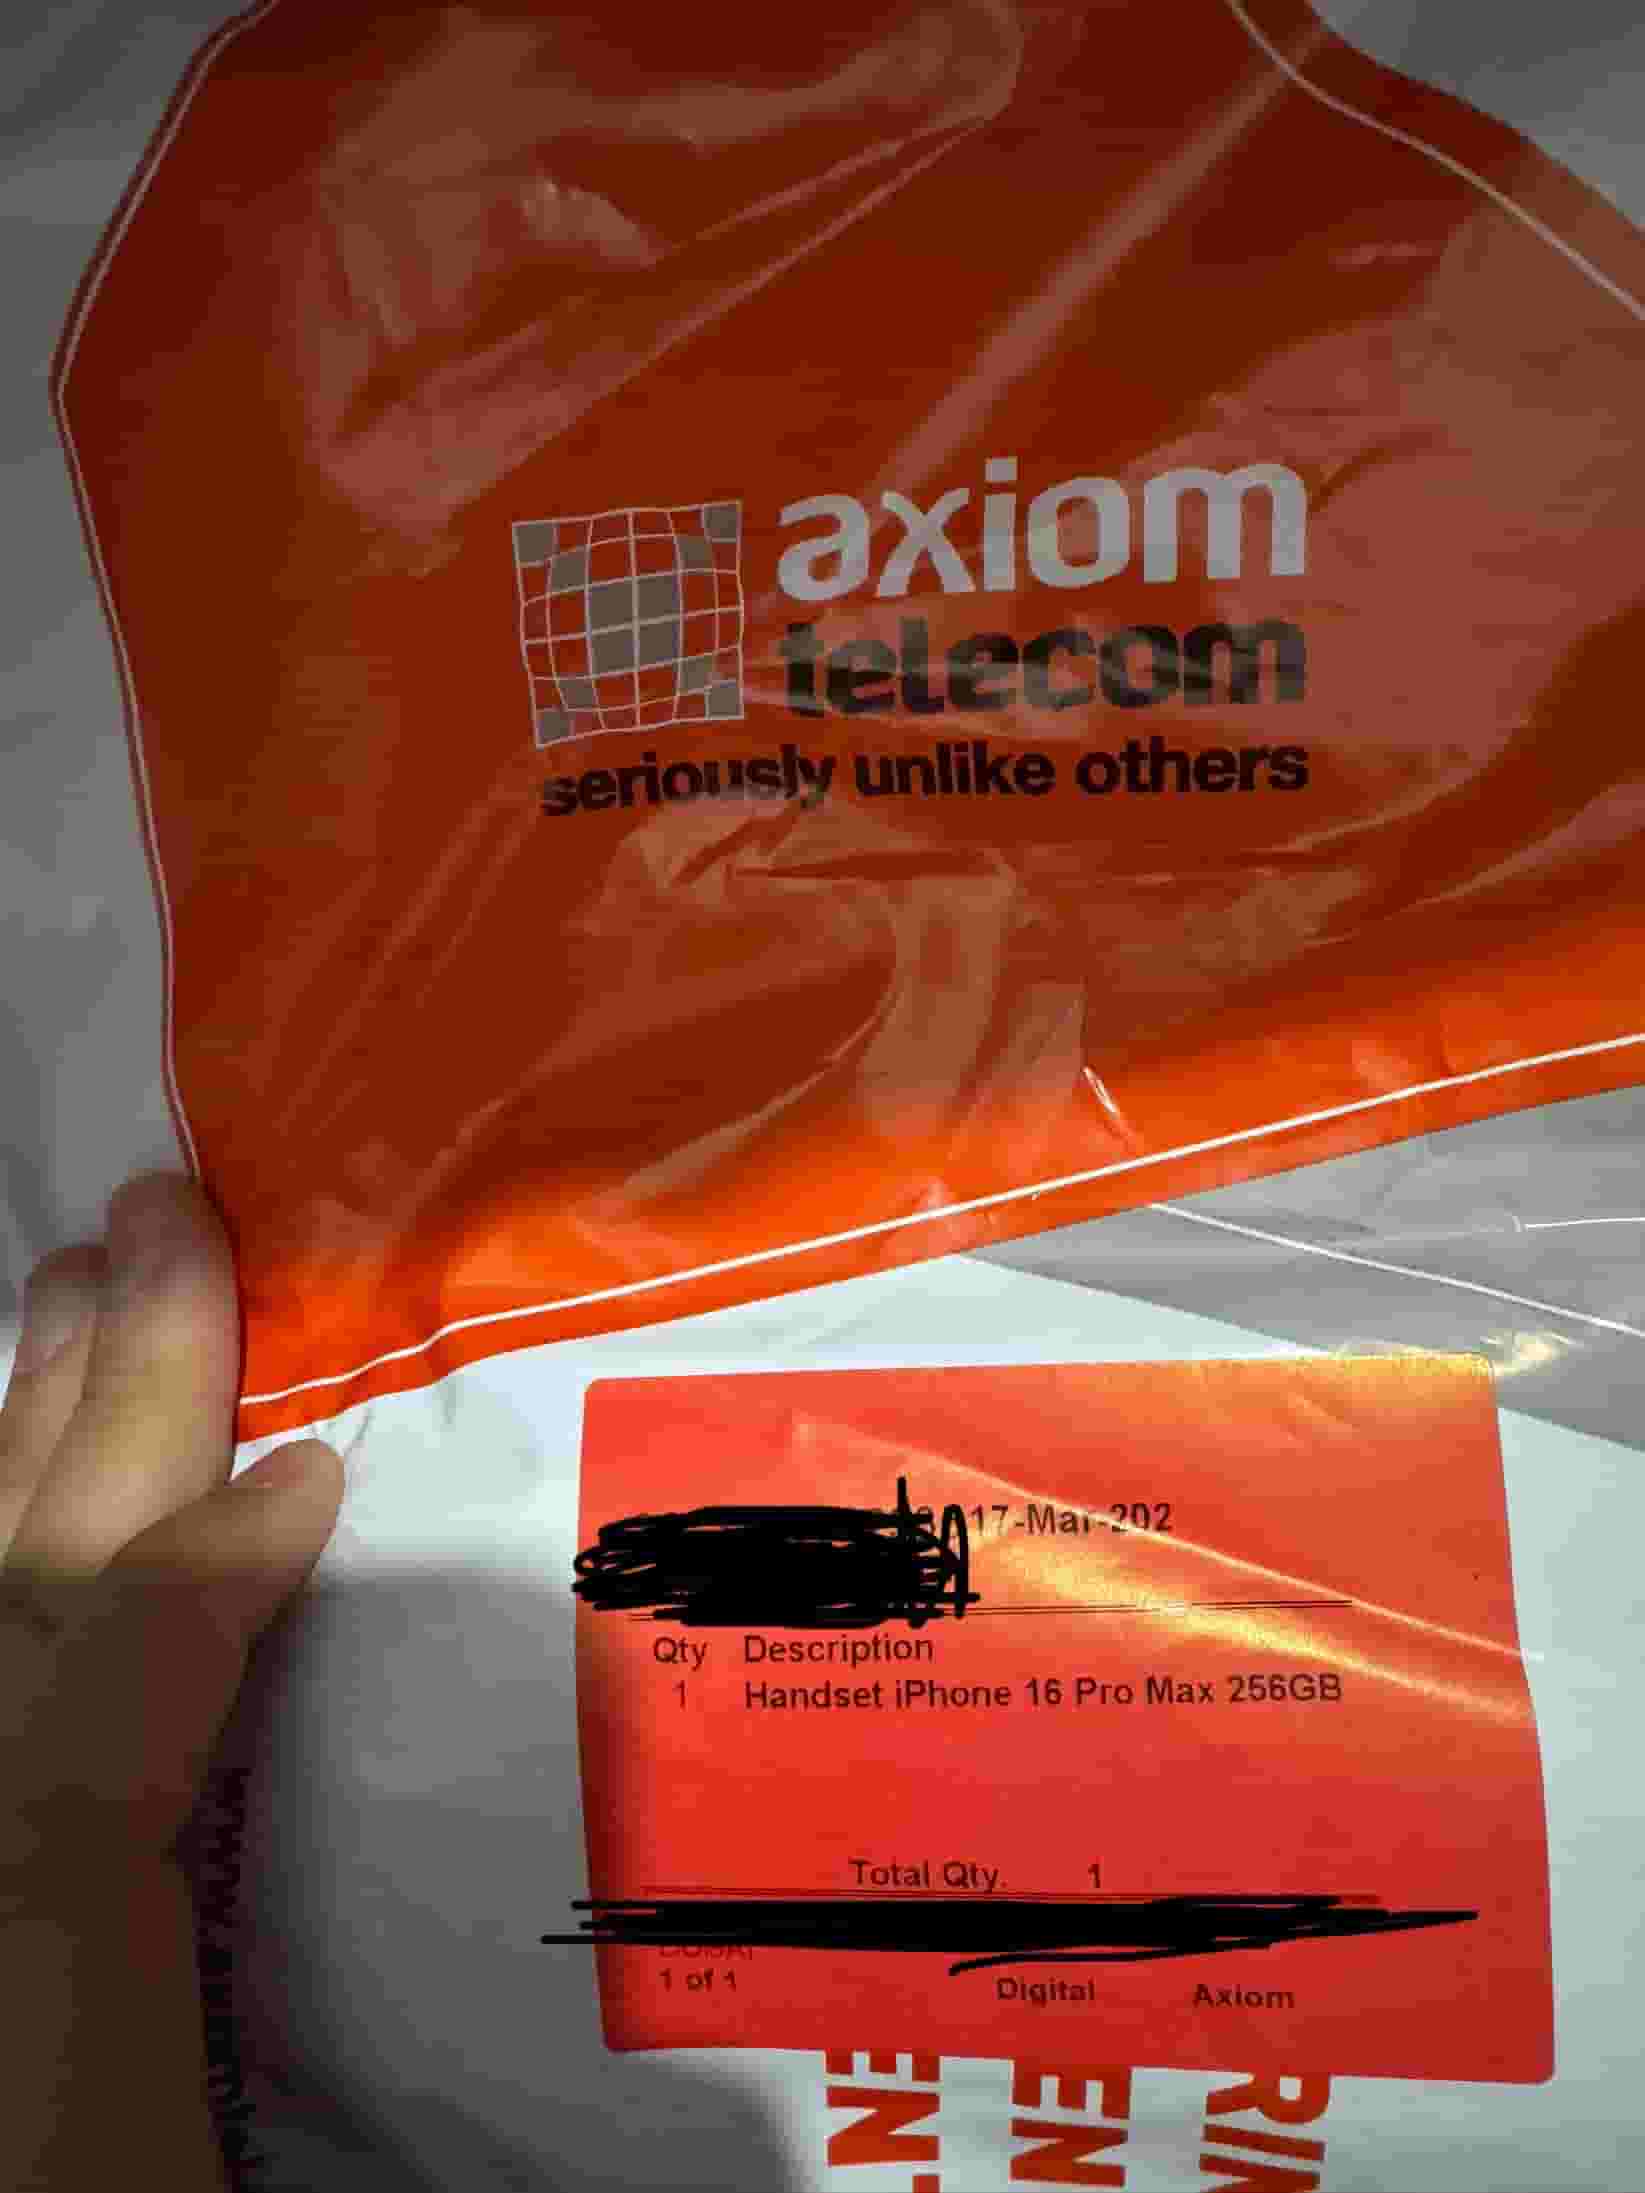 axiom
telecom
seriously unlike others
17-Mar-202
Qty Description
1 Handset iPhone 16 Pro Max 256GB
Total Qty. 1
1 of 1
Digital Axiom